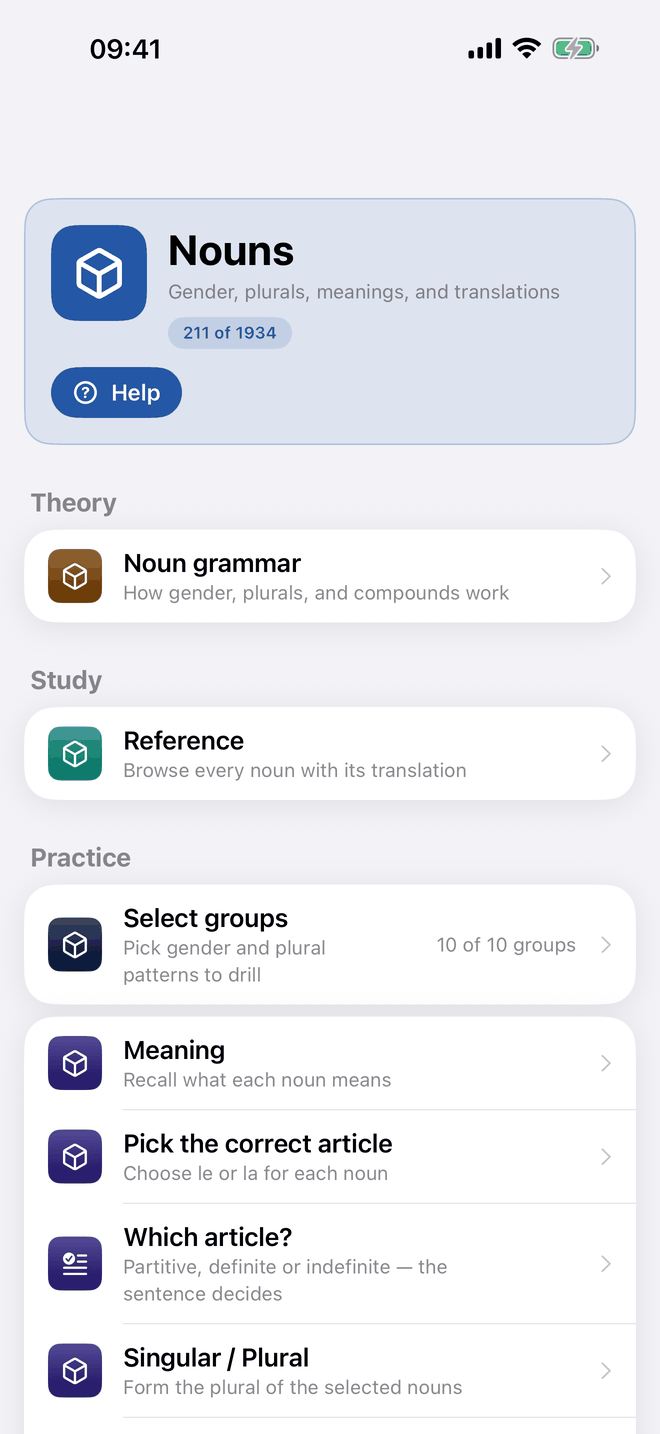 09:41
Nouns
Gender, plurals, meanings, and translations
211 of 1934
Help
Theory
Noun grammar
How gender, plurals, and compounds work
Study
Reference
Browse every noun with its translation
Practice
Select groups
Pick gender and plural
patterns to drill
10 of 10 groups
Meaning
Recall what each noun means
Pick the correct article
Choose le or la for each noun
Which article?
Partitive, definite or indefinite — the
sentence decides
Singular / Plural
Form the plural of the selected nouns